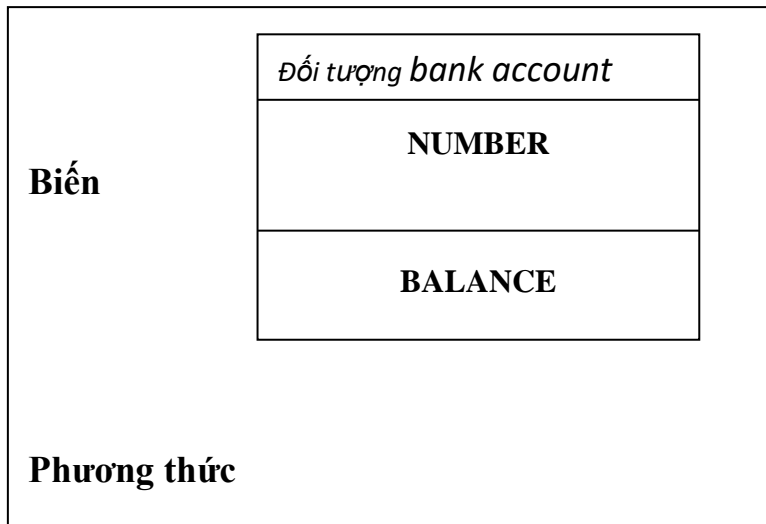 Đối tượng bank account
NUMBER
Biến
BALANCE
Phương thức